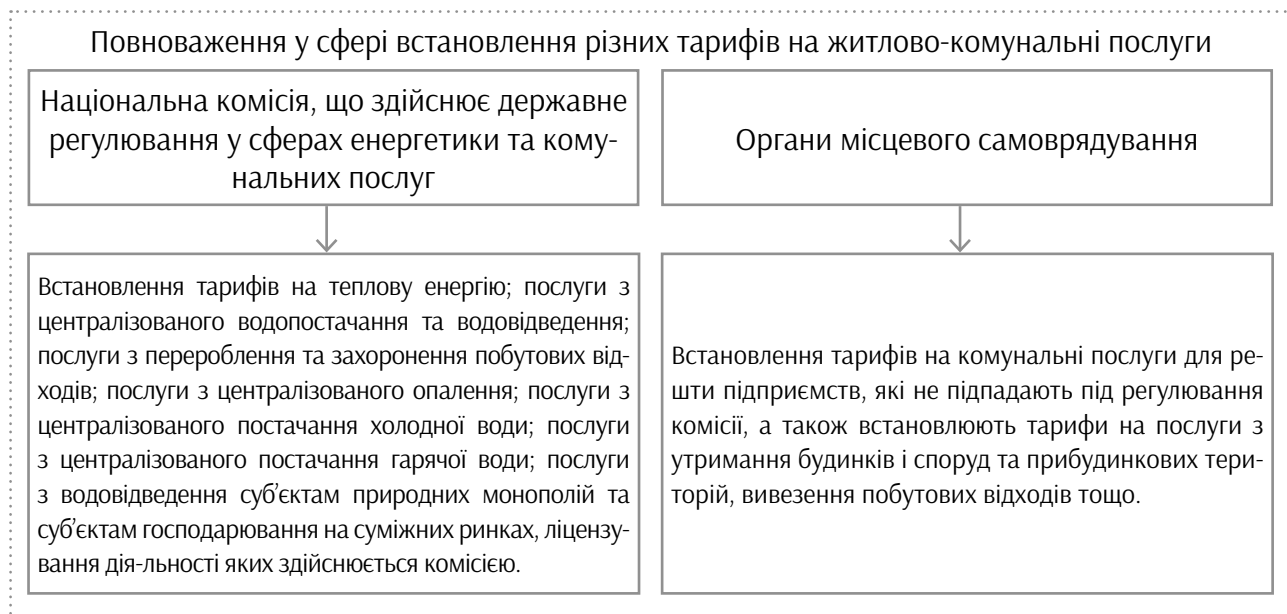 Повноваження у сфері встановлення різних тарифів на житлово-комунальні послуги
Національна комісія, що здійснює державне
регулювання у сферах енергетики та кому-
нальних послуг
Органи місцевого самоврядування
Встановлення тарифів на теплову енергію; послуги з
централізованого водопостачання та водовідведення;
послуги з перероблення та захоронення побутових від-
ходів; послуги з централізованого опалення; послуги з
централізованого постачання холодної води; послуги
з централізованого постачання гарячої води; послуги
з водовідведення суб’єктам природних монополій та
суб’єктам господарювання на суміжних ринках, ліцензу-
вання дія-льності яких здійснюється комісією.
Встановлення тарифів на комунальні послуги для ре-
шти підприємств, які не підпадають під регулювання
комісії, а також встановлюють тарифи на послуги з
утримання будинків і споруд та прибудинкових тери-
торій, вивезення побутових відходів тощо.